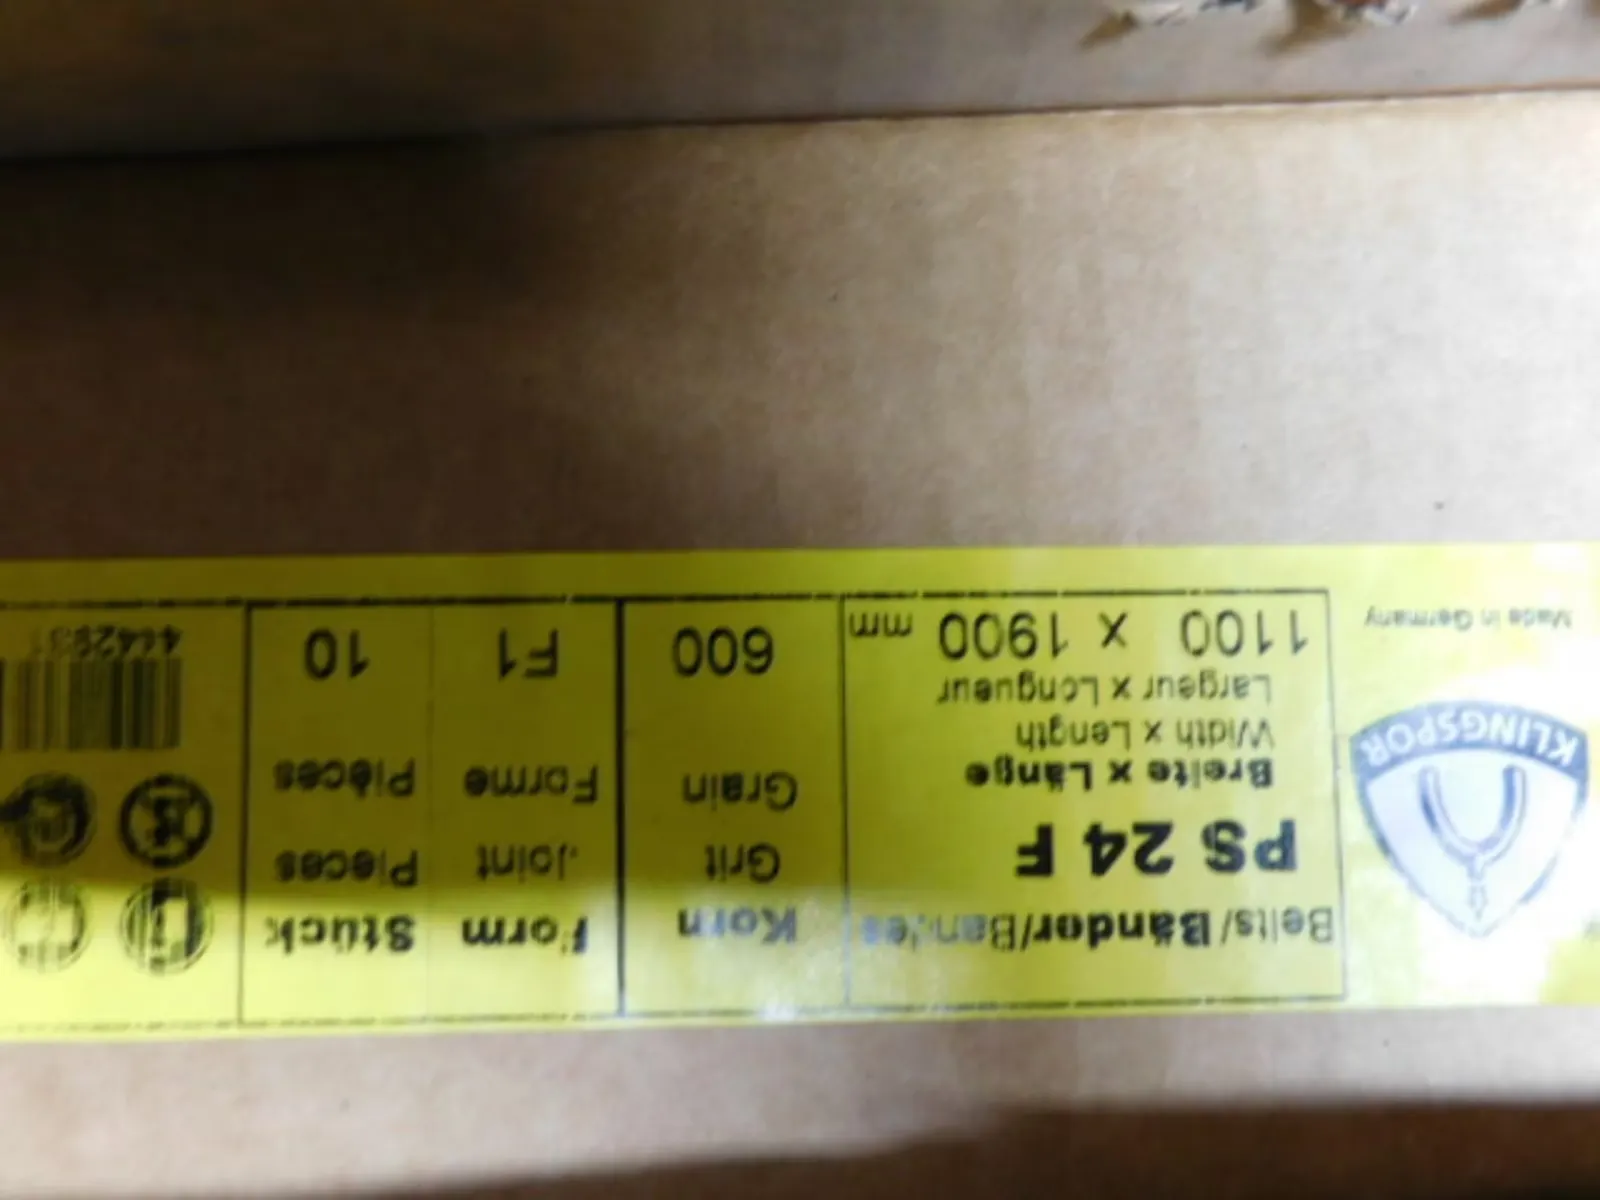 KLINGSPOR
Made in Germany
Belts/Bänder/Bandes
PS 24 F
Breite x Länge
Width x Length
Largeur x Longueur
1100 x 1900 mm
Korn
Grit
Grain
600
Form
Joint
Forme
F1
Stück
Pieces
Pièces
10